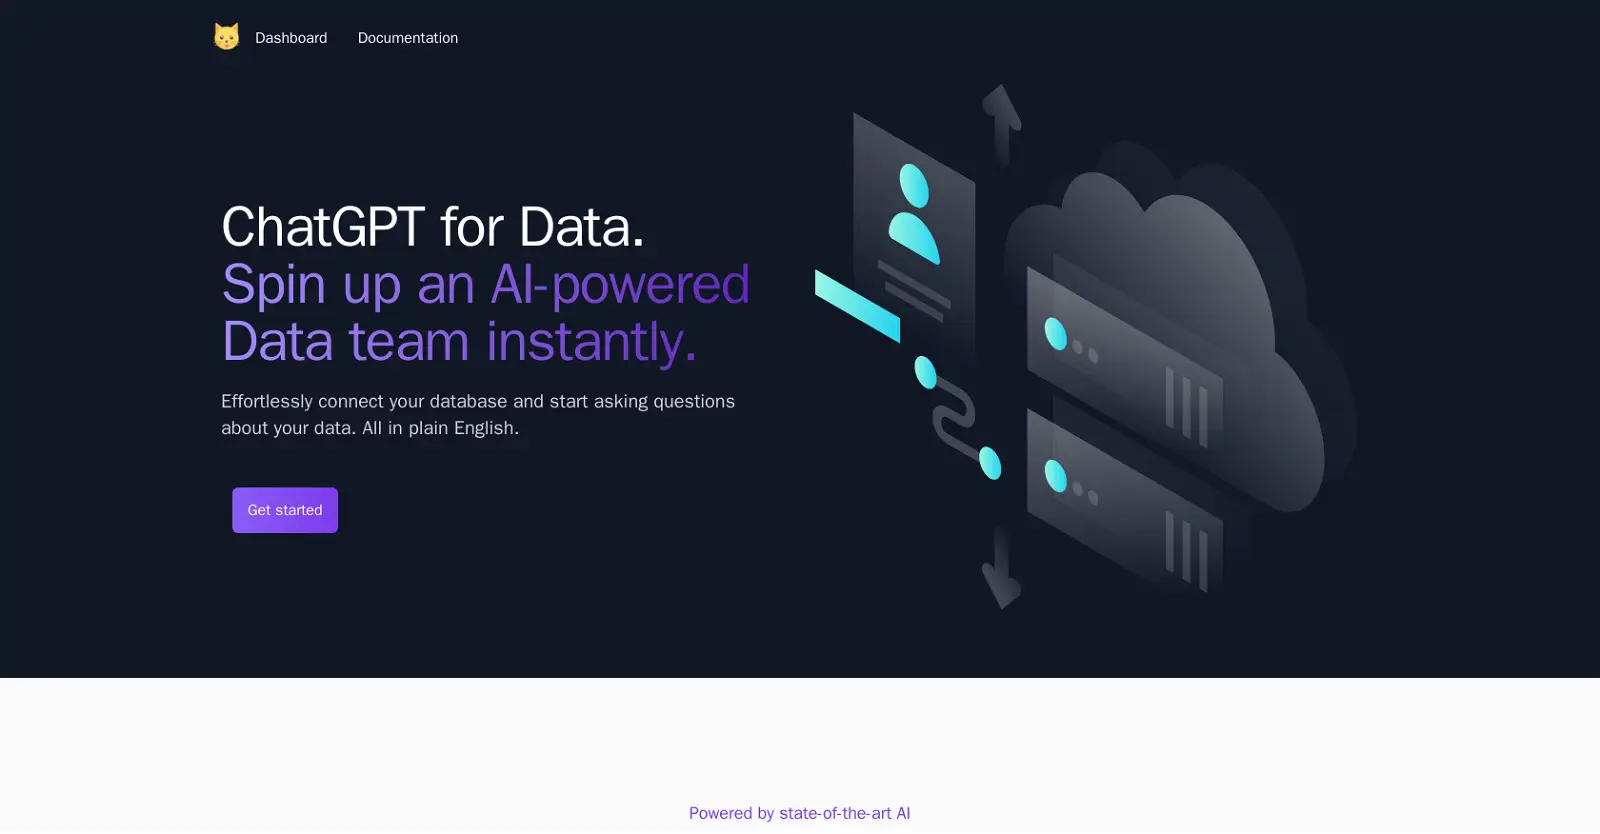 Dashboard Documentation
ChatGPT for Data.
Spin up an AI-powered
Data team instantly.
Effortlessly connect your database and start asking questions
about your data. All in plain English.
Get started
Powered by state-of-the-art AI